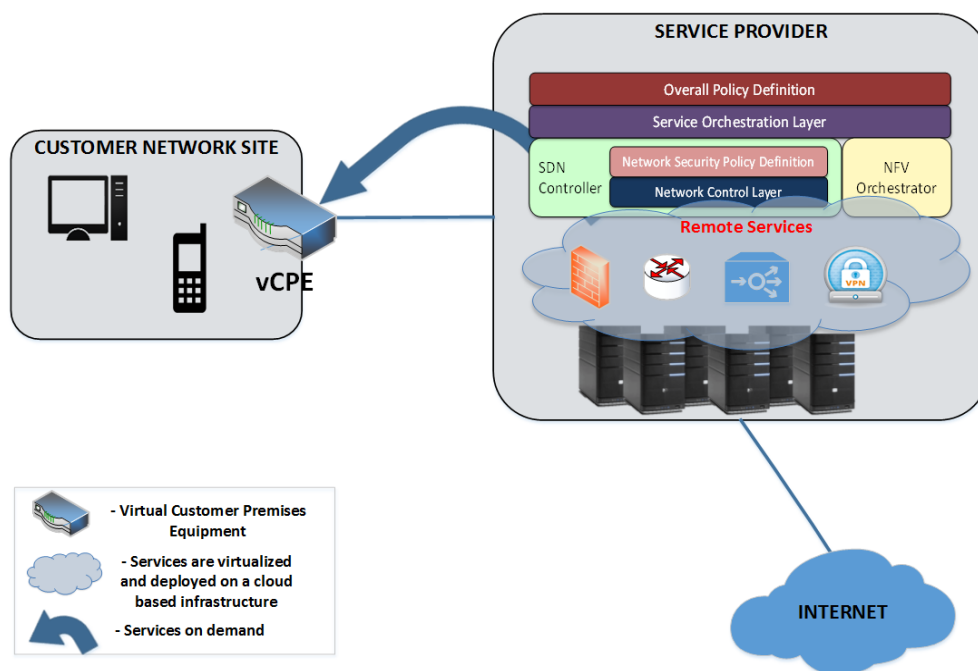 SERVICE PROVIDER
Overall Policy Definition
Service Orchestration Layer
SDN
Controller
Network Security Policy Definition
Network Control Layer
NFV
Orchestrator
Remote Services
VPN
CUSTOMER NETWORK SITE
vCPE
- Virtual Customer Premises
Equipment
- Services are virtualized
and deployed on a cloud
based infrastructure
- Services on demand
INTERNET